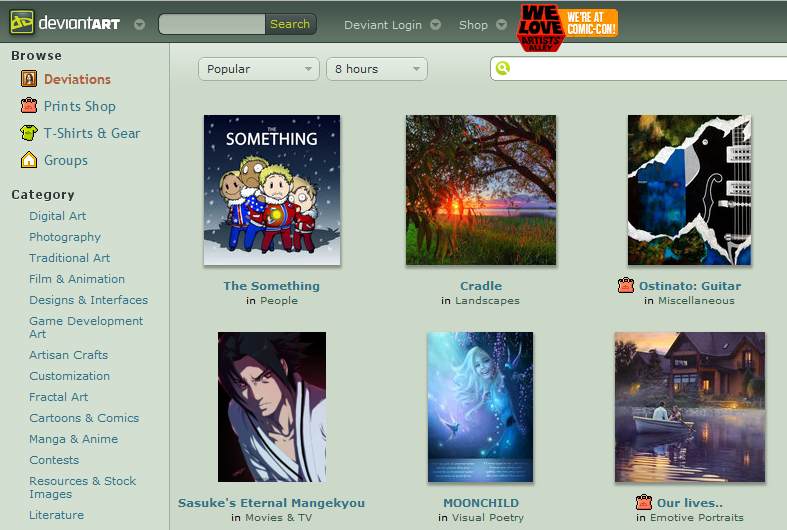 deviantART
Search
Deviant Login
Shop
WE
LOVE
ARTISTS
ALLEY
WE'RE AT
COMIC-CON!
Browse
Deviations
Prints Shop
T-Shirts & Gear
Groups
Category
Digital Art
Photography
Traditional Art
Film & Animation
Designs & Interfaces
Game Development
Art
Artisan Crafts
Customization
Fractal Art
Cartoons & Comics
Manga & Anime
Contests
Resources & Stock
Images
Literature
Popular
8 hours
THE
SOMETHING
The Something
in People
Cradle
in Landscapes
Ostinato: Guitar
in Miscellaneous
Sasuke's Eternal Mangekyou
in Movies & TV
MOONCHILD
in Visual Poetry
Our lives..
in Emotive Portraits